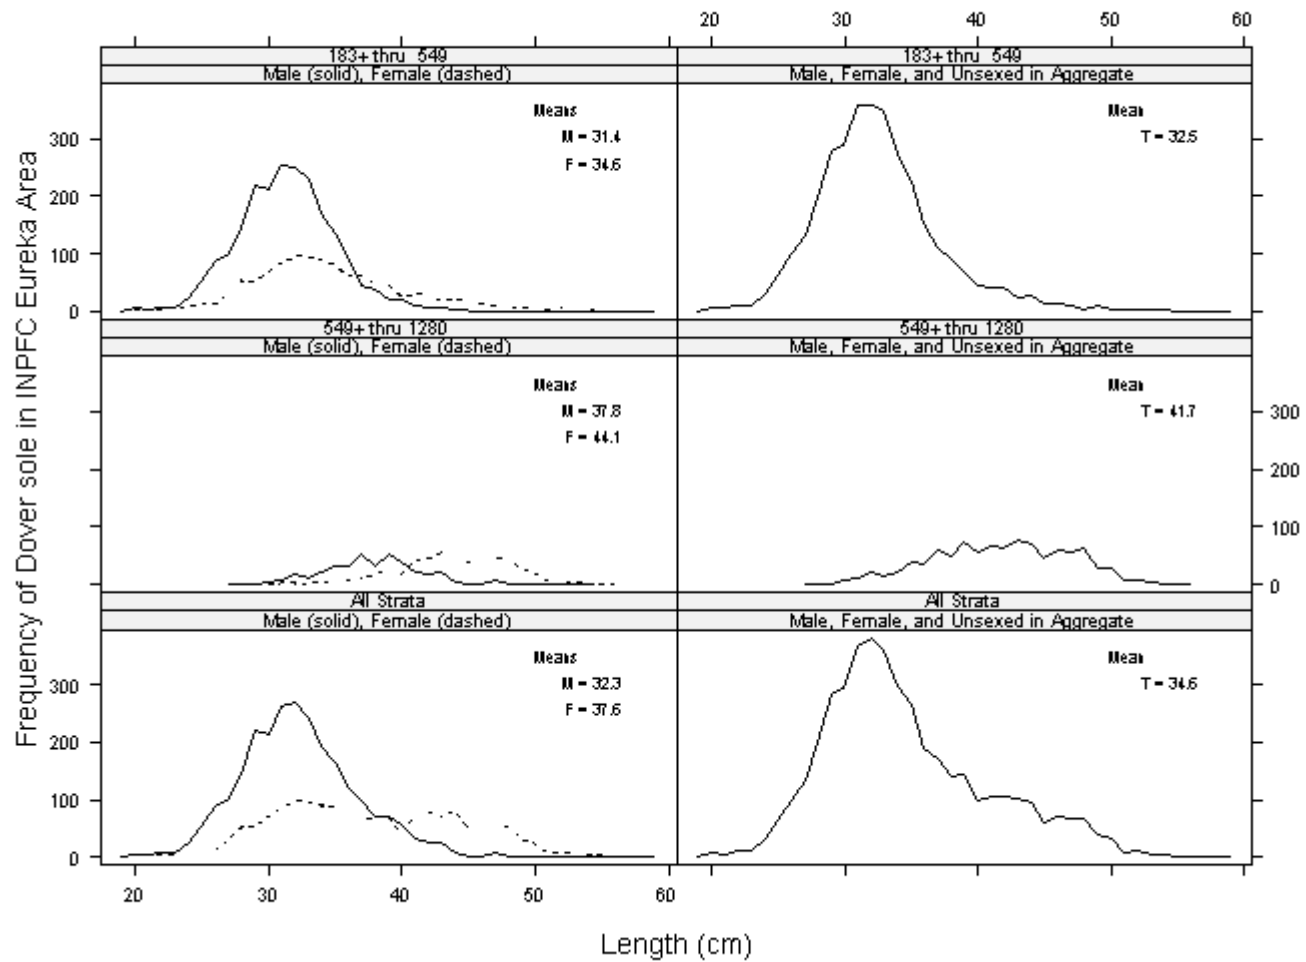 20 30 40 50 60
183+ thru 549
Male (solid), Female (dashed)
Means
M = 31.4
F = 34.6
183+ thru 549
Male, Female, and Unsexed in Aggregate
Mean
T = 32.5
300
200
100
0
549+ thru 1280
Male (solid), Female (dashed)
Means
M = 37.8
F = 44.1
549+ thru 1280
Male, Female, and Unsexed in Aggregate
Mean
T = 41.7
300
200
100
0
All Strata
Male (solid), Female (dashed)
Means
M = 32.3
F = 37.6
All Strata
Male, Female, and Unsexed in Aggregate
Mean
T = 34.6
300
200
100
0
Frequency of Dover sole in INPFC Eureka Area
20 30 40 50 60
Length (cm)